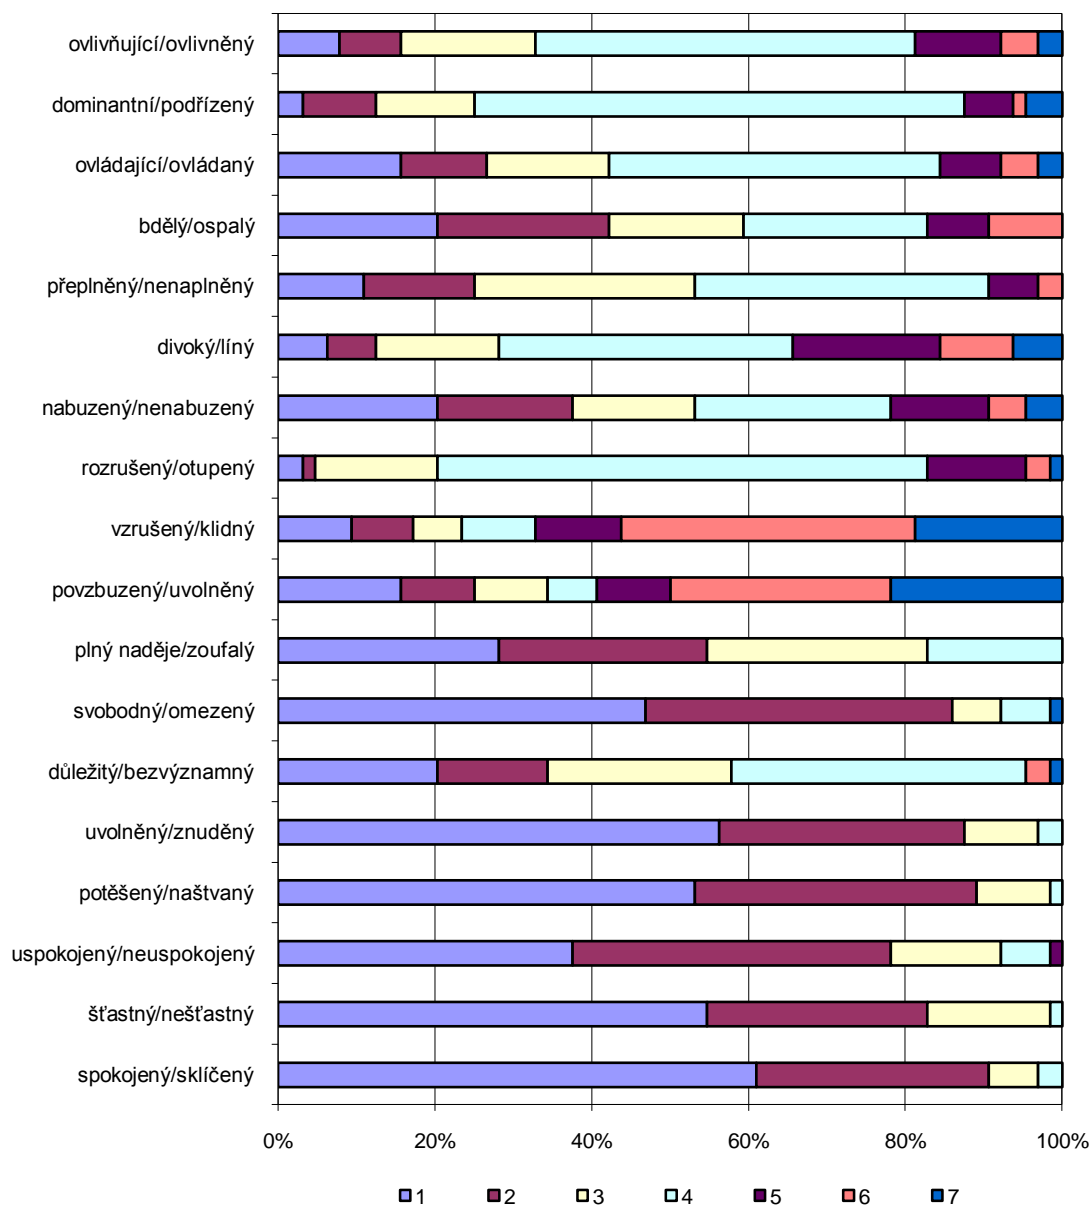 ovlivňující/ovlivněný
dominantní/podřízený
ovládající/ovládaný
bdělý/ospalý
přeplněný/nenaplněný
divoký/líný
nabuzený/nenabuzený
rozrušený/otupený
vzrušený/klidný
povzbuzený/uvolněný
plný naděje/zoufalý
svobodný/omezený
důležitý/bezvýznamný
uvolněný/znuděný
potěšený/naštvaný
uspokojený/neuspokojený
šťastný/nešťastný
spokojený/sklíčený
0% 20% 40% 60% 80% 100%
1 2 3 4 5 6 7